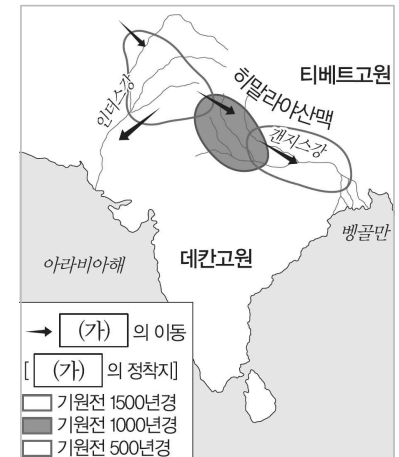 인더스강
히말라야산맥
티베트고원
갠지스강
벵골만
아라비아해
데칸고원
(가) 의 이동
[ (가) 의 정착지]
기원전 1500년경
기원전 1000년경
기원전 500년경